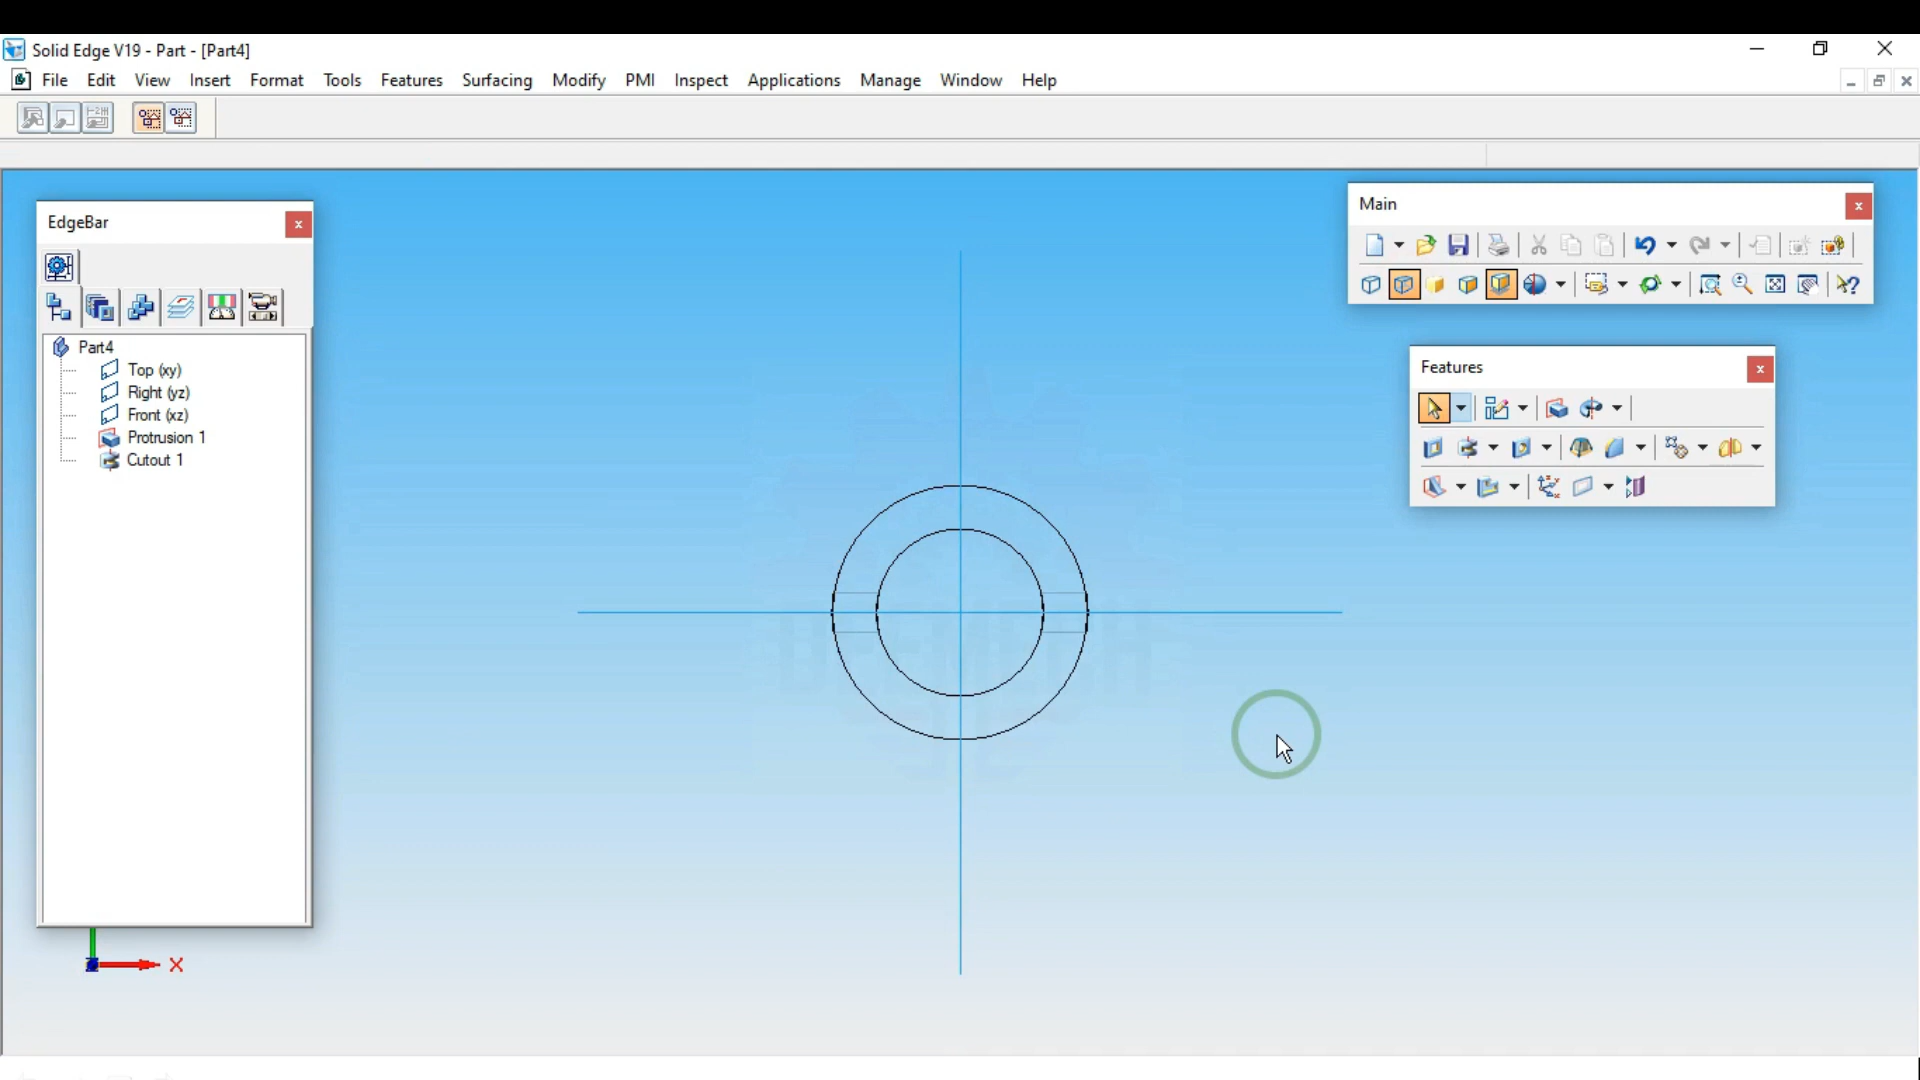 Solid Edge V19 - Part - [Part4]
File Edit View Insert Format Tools Features Surfacing Modify PMI Inspect Applications Manage Window Help
EdgeBar
Part4
Top (xy)
Right (yz)
Front (xz)
Protrusion 1
Cutout 1
X
Main
Features